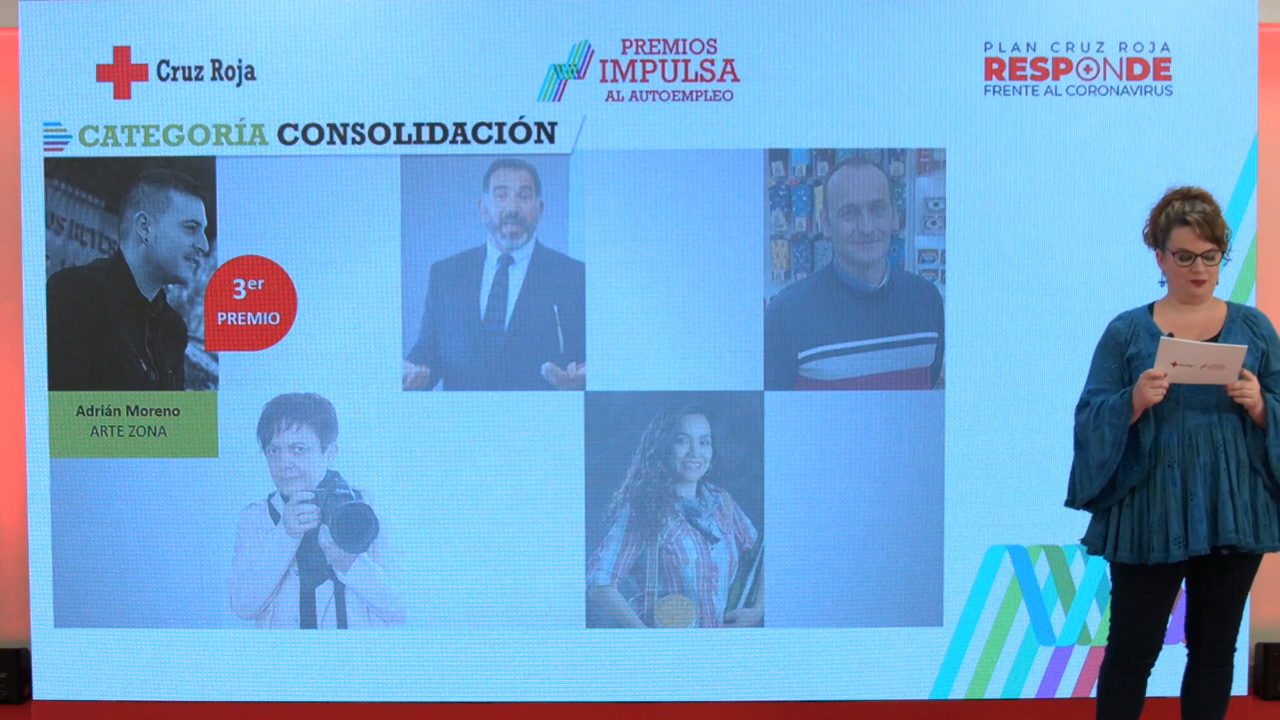 Cruz Roja
PREMIOS
IMPULSA
AL AUTOEMPLEO
PLAN CRUZ ROJA
RESPONDE
FRENTE AL CORONAVIRUS
CATEGORÍA CONSOLIDACIÓN
3er
PREMIO
Adrián Moreno
ARTE ZONA